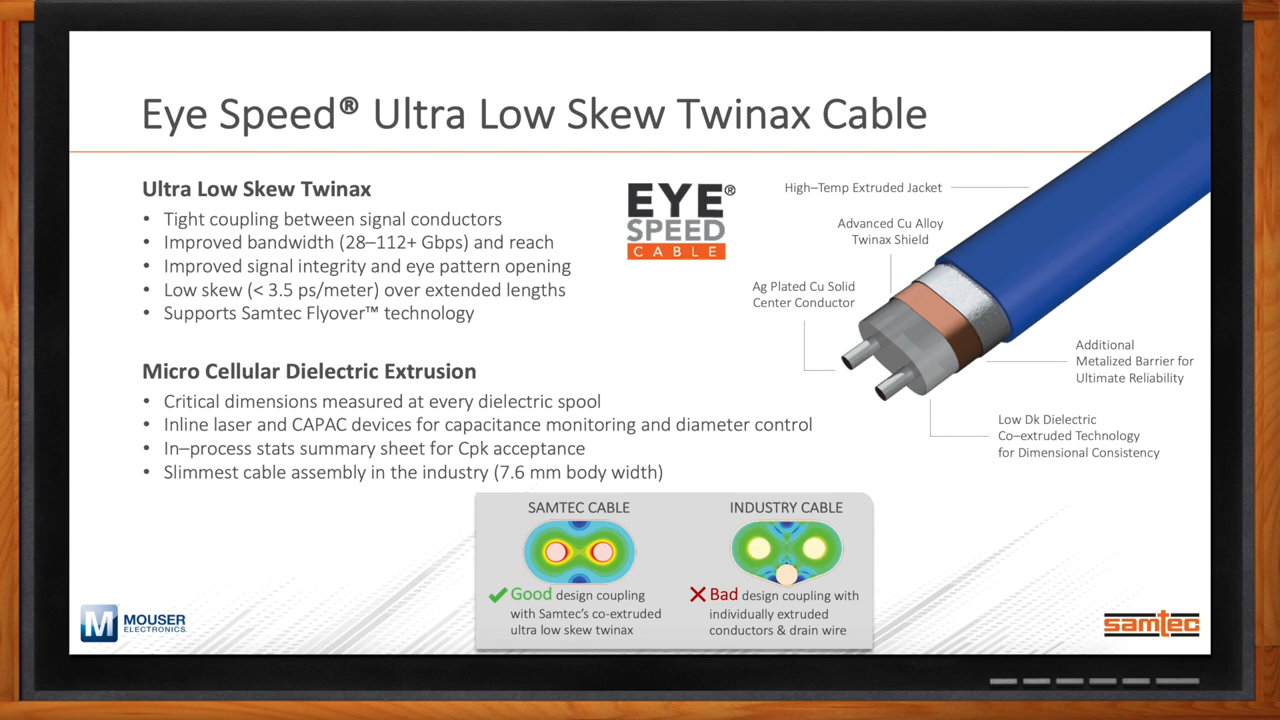 Eye Speed® Ultra Low Skew Twinax Cable
Ultra Low Skew Twinax
• Tight coupling between signal conductors
• Improved bandwidth (28–112+ Gbps) and reach
• Improved signal integrity and eye pattern opening
• Low skew (< 3.5 ps/meter) over extended lengths
• Supports Samtec Flyover™ technology
EYE®
SPEED
CABLE
High–Temp Extruded Jacket
Advanced Cu Alloy
Twinax Shield
Ag Plated Cu Solid
Center Conductor
Additional
Metalized Barrier for
Ultimate Reliability
Low Dk Dielectric
Co–extruded Technology
for Dimensional Consistency
Micro Cellular Dielectric Extrusion
• Critical dimensions measured at every dielectric spool
• Inline laser and CAPAC devices for capacitance monitoring and diameter control
• In–process stats summary sheet for Cpk acceptance
• Slimmest cable assembly in the industry (7.6 mm body width)
SAMTEC CABLE
Good design coupling
with Samtec's co-extruded
ultra low skew twinax
INDUSTRY CABLE
Bad design coupling with
individually extruded
conductors & drain wire
M MOUSER
ELECTRONICS
samtec